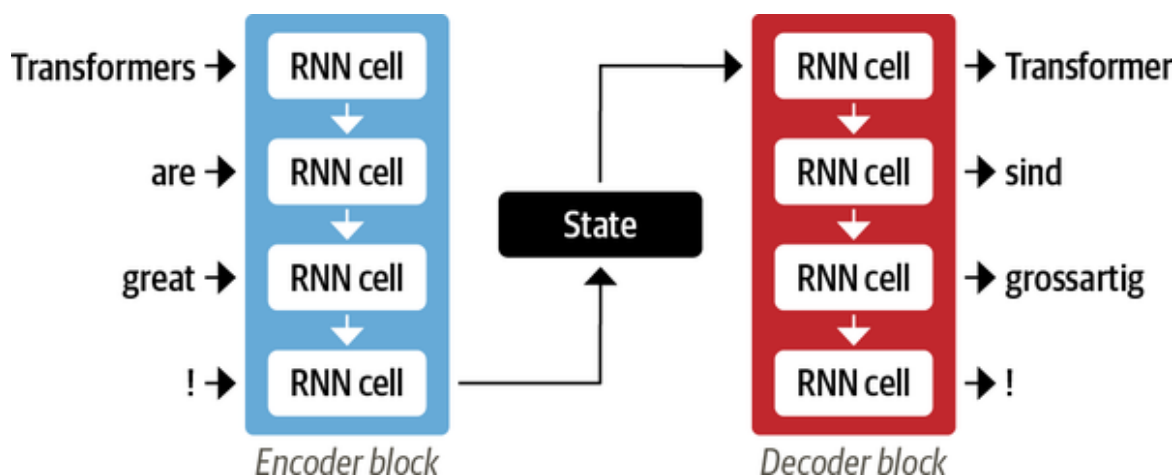 Transformers
RNN cell
Transformer
RNN cell
are
RNN cell
sind
RNN cell
State
great
RNN cell
grossartig
RNN cell
!
RNN cell
!
RNN cell
Encoder block
Decoder block